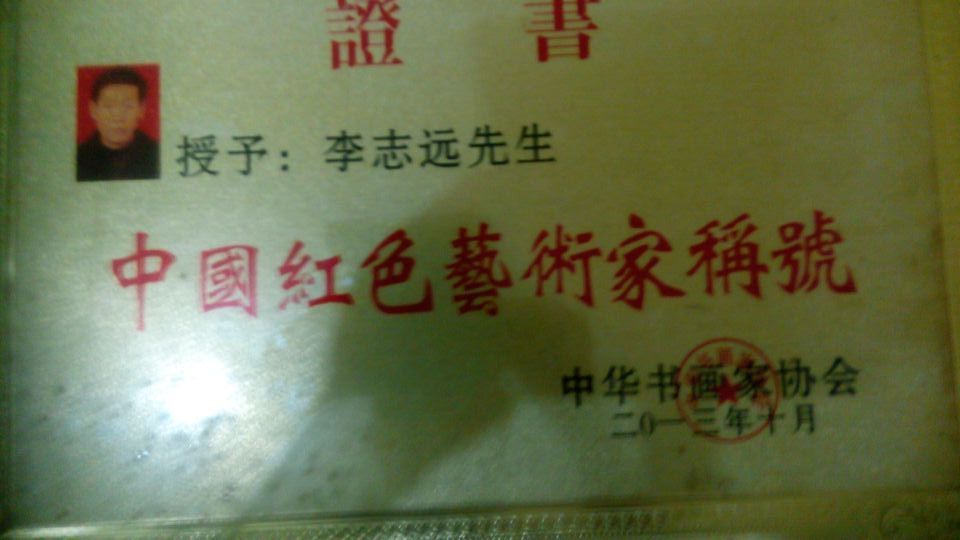 證書
授予：李志远先生
中國紅色藝術家稱號
中华书画家协会
二0一三年十月